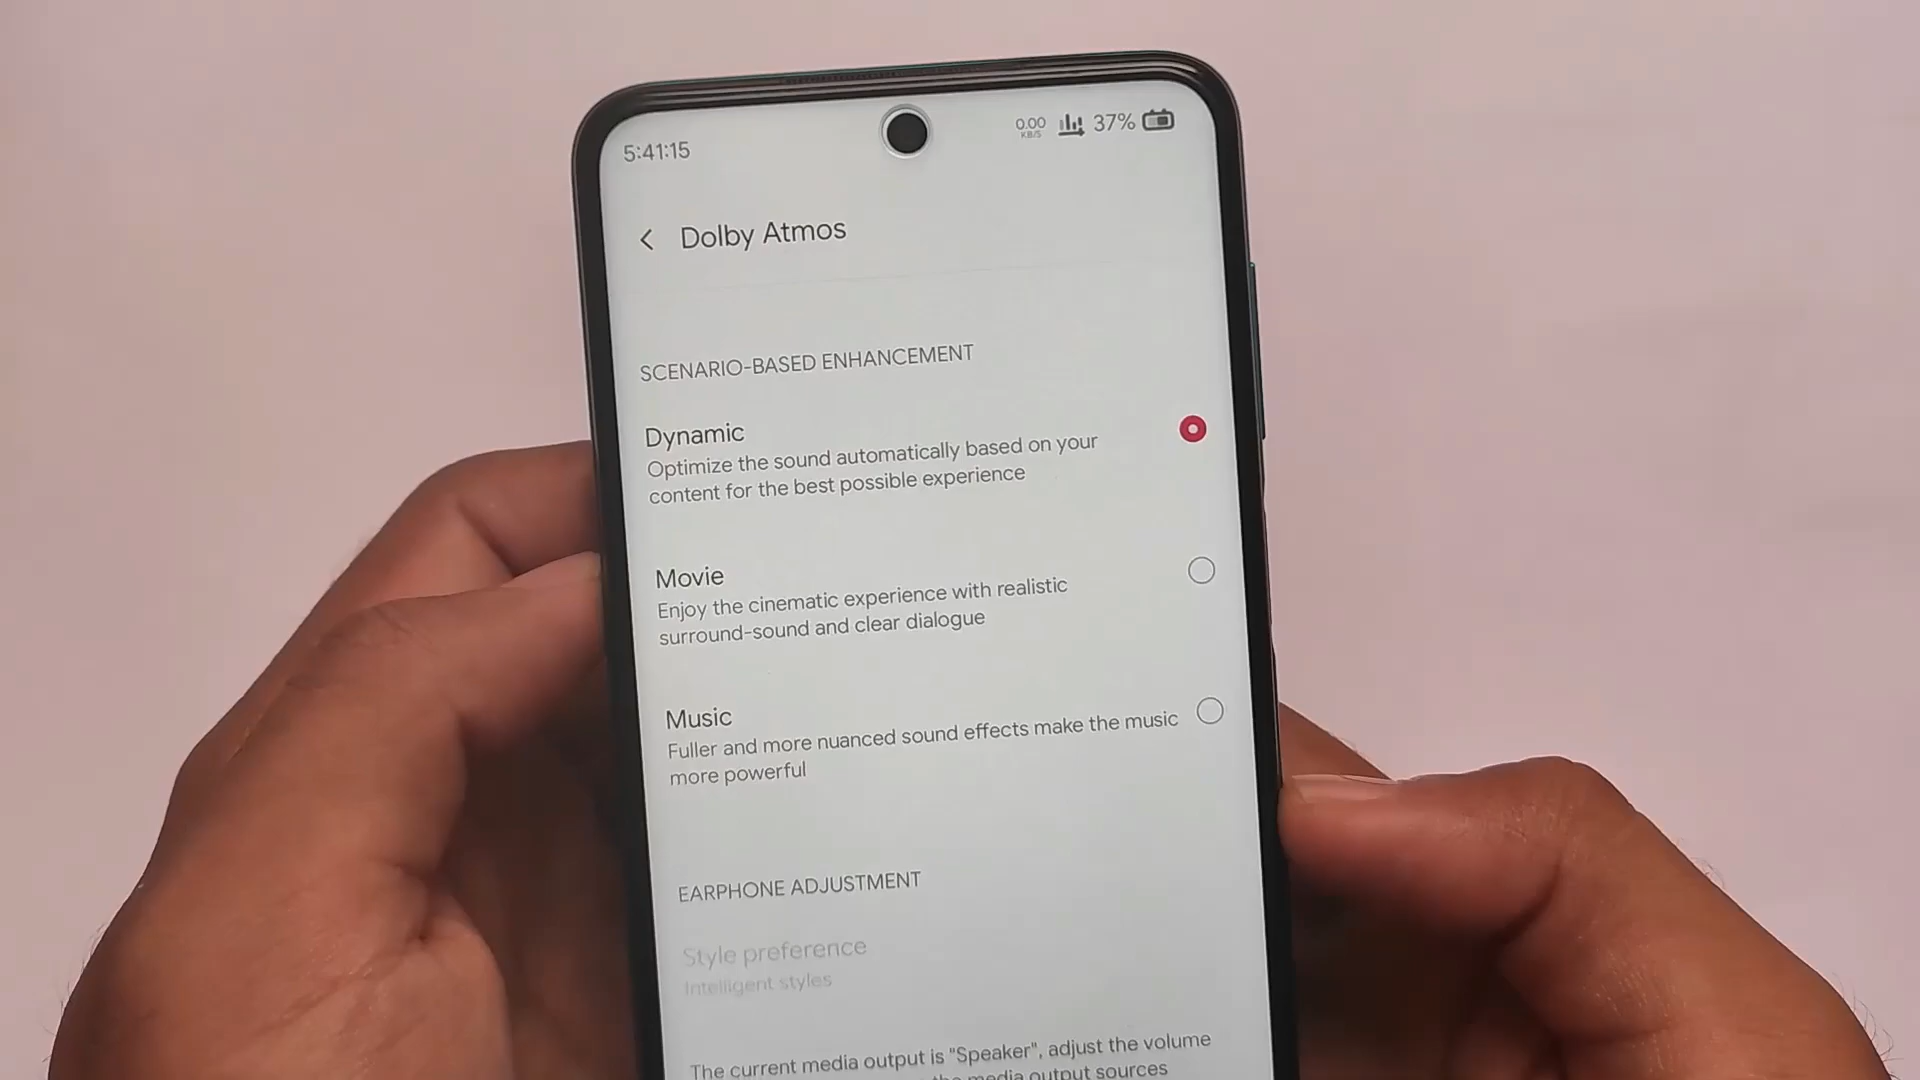 5:41:15
0.00
KB/S
37%
Dolby Atmos
SCENARIO-BASED ENHANCEMENT
Dynamic
Optimize the sound automatically based on your
content for the best possible experience
Movie
Enjoy the cinematic experience with realistic
surround-sound and clear dialogue
Music
Fuller and more nuanced sound effects make the music
more powerful
EARPHONE ADJUSTMENT
Style preference
Intelligent styles
The current media output is "Speaker", adjust the volume
media output sources